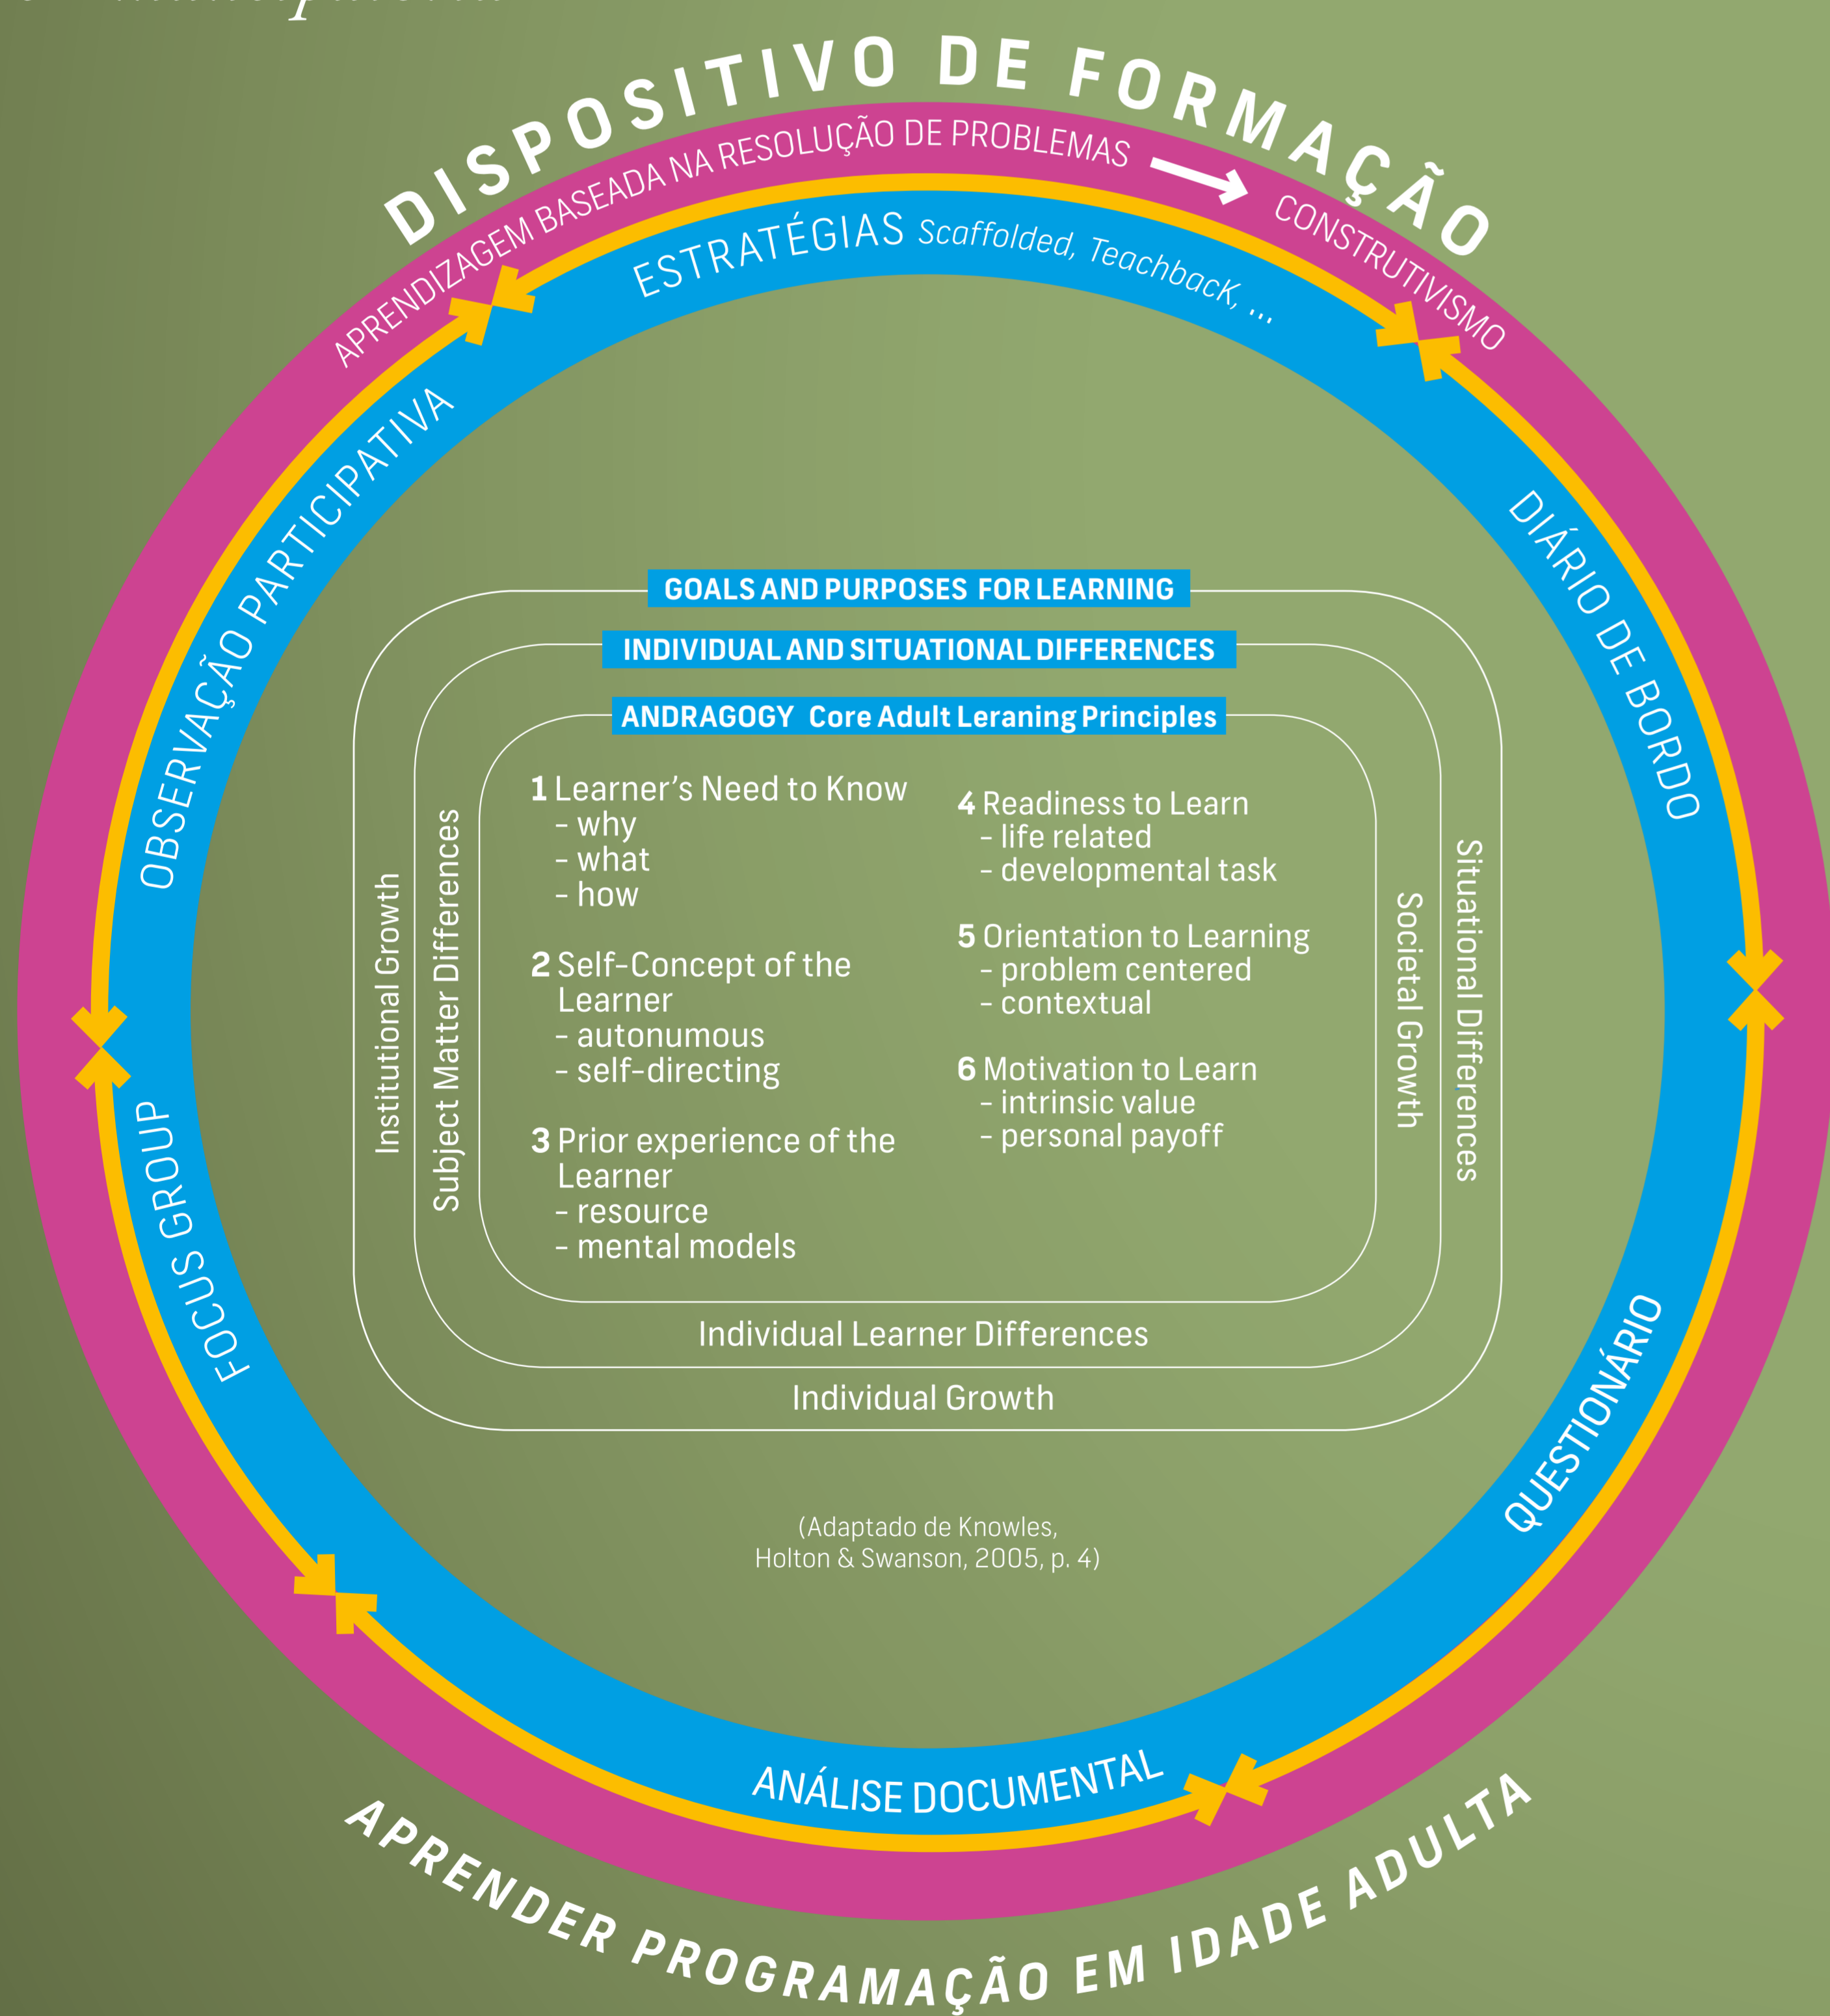 DISPOSITIVO DE FORMAÇÃO
APRENDIZAGEM BASEADA NA RESOLUÇÃO DE PROBLEMAS
CONSTRUTIVISMO
ESTRATÉGIAS Scaffolded, Teachback, ...
OBSERVAÇÃO PARTICIPATIVA
DIÁRIO DE BORDO
FOCUS GROUP
QUESTIONÁRIO
ANÁLISE DOCUMENTAL
GOALS AND PURPOSES FOR LEARNING
INDIVIDUAL AND SITUATIONAL DIFFERENCES
ANDRAGOGY Core Adult Leraning Principles
Institutional Growth
Subject Matter Differences
1 Learner’s Need to Know
- why
- what
- how
2 Self-Concept of the
Learner
- autonumous
- self-directing
3 Prior experience of the
Learner
- resource
- mental models
4 Readiness to Learn
- life related
- developmental task
5 Orientation to Learning
- problem centered
- contextual
6 Motivation to Learn
- intrinsic value
- personal payoff
Societal Growth
Situational Differences
Individual Learner Differences
Individual Growth
(Adaptado de Knowles,
Holton & Swanson, 2005, p. 4)
APRENDER PROGRAMAÇÃO EM IDADE ADULTA